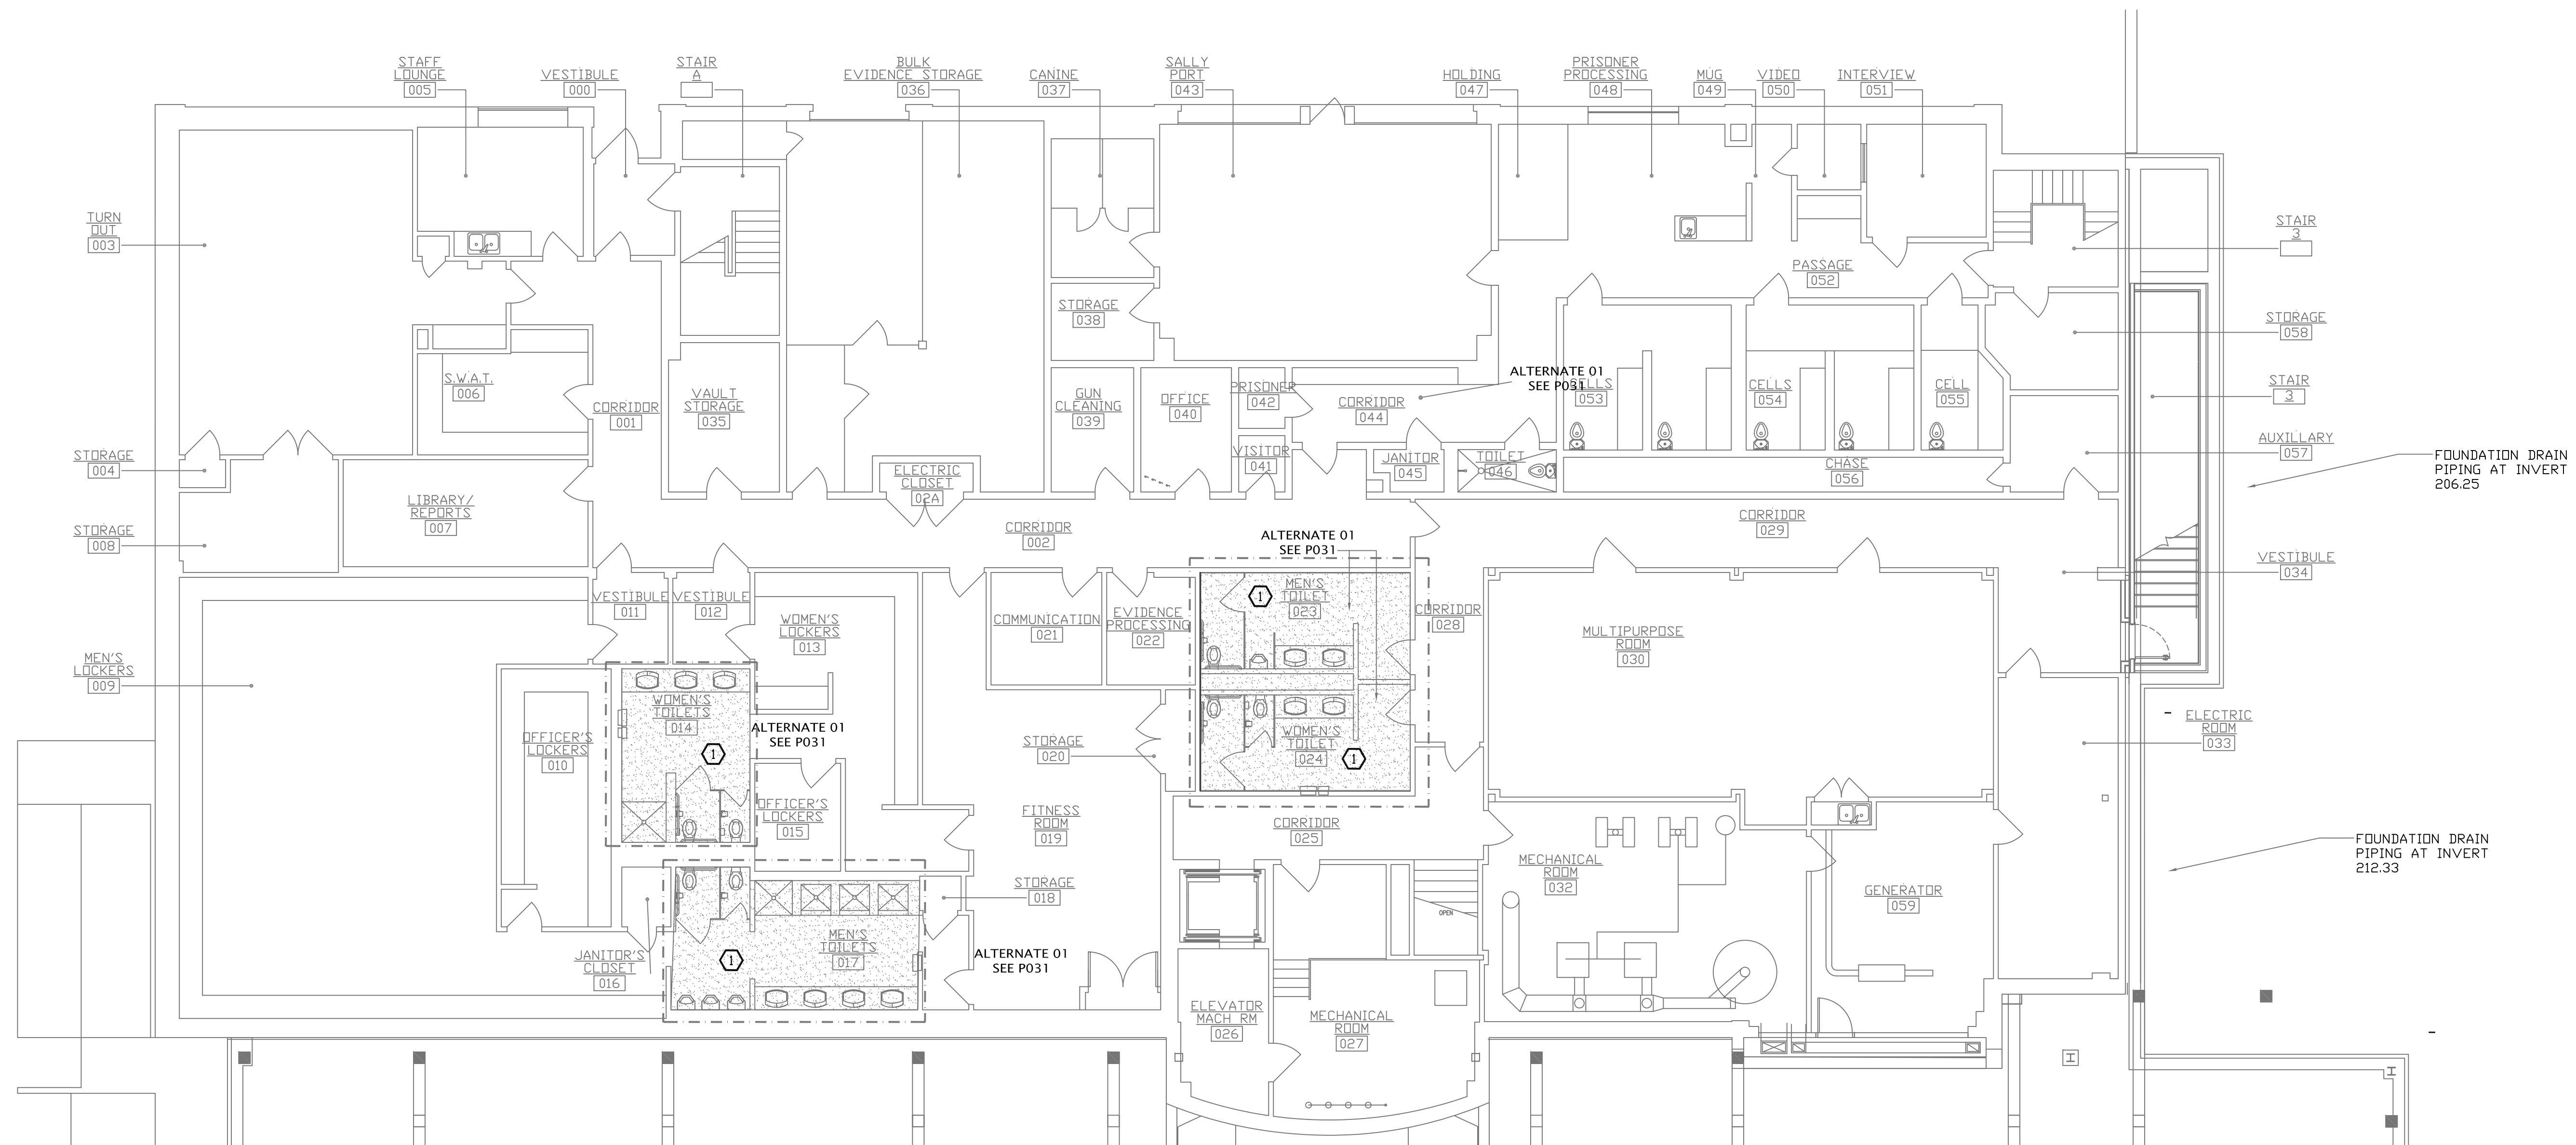 STAFF
LOUNGE
005
VESTIBULE
000
STAIR
A
BULK
EVIDENCE STORAGE
036
CANINE
037
SALLY
PORT
043
HOLDING
047
PRISONER
PROCESSING
048
MUG
049
VIDEO
050
INTERVIEW
051
TURN
OUT
003
STAIR
3
PASSAGE
052
STORAGE
038
STORAGE
058
S.W.A.T.
006
CORRIDOR
001
VAULT
STORAGE
035
GUN
CLEANING
039
OFFICE
040
PRISONER
042
CORRIDOR
044
ALTERNATE 01
SEE P031
CELLS
053
CELLS
054
CELL
055
STAIR
3
STORAGE
004
ELECTRIC
CLOSET
02A
VISITOR
041
JANITOR
045
TOILET
046
CHASE
056
AUXILLARY
057
FOUNDATION DRAIN
PIPING AT INVERT
206.25
LIBRARY/
REPORTS
007
STORAGE
008
CORRIDOR
002
ALTERNATE 01
SEE P031
CORRIDOR
029
VESTIBULE
034
VESTIBULE
011
VESTIBULE
012
WOMEN'S
LOCKERS
013
COMMUNICATION
021
EVIDENCE
PROCESSING
022
MEN'S
TOILET
023
1
CORRIDOR
028
MULTIPURPOSE
ROOM
030
MEN'S
LOCKERS
009
WOMEN'S
TOILETS
014
1
ALTERNATE 01
SEE P031
OFFICER'S
LOCKERS
010
STORAGE
020
WOMEN'S
TOILET
024
1
ELECTRIC
ROOM
033
OFFICER'S
LOCKERS
015
FITNESS
ROOM
019
CORRIDOR
025
MECHANICAL
ROOM
032
GENERATOR
059
FOUNDATION DRAIN
PIPING AT INVERT
212.33
STORAGE
018
OPEN
MEN'S
TOILETS
017
1
ALTERNATE 01
SEE P031
JANITOR'S
CLOSET
016
ELEVATOR
MACH RM
026
MECHANICAL
ROOM
027